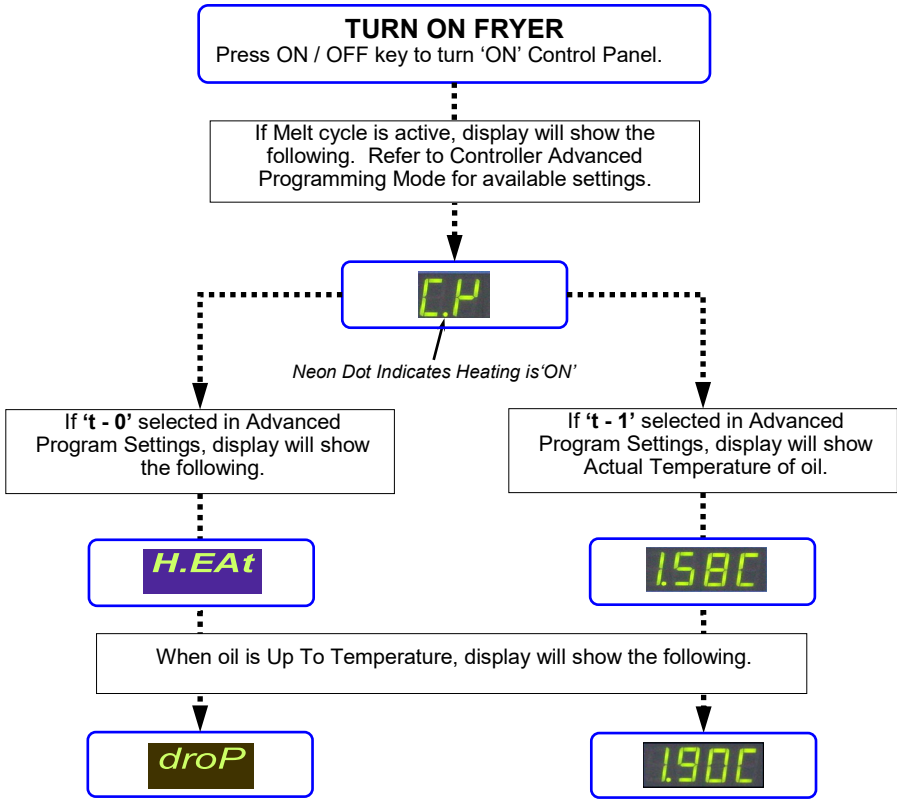 TURN ON FRYER
Press ON / OFF key to turn ‘ON’ Control Panel.
If Melt cycle is active, display will show the
following. Refer to Controller Advanced
Programming Mode for available settings.
C.Y
Neon Dot Indicates Heating is‘ON’
If ‘t - 0’ selected in Advanced
Program Settings, display will show
the following.
If ‘t - 1’ selected in Advanced
Program Settings, display will show
Actual Temperature of oil.
H.EAt
1.58C
When oil is Up To Temperature, display will show the following.
droP
1.90C